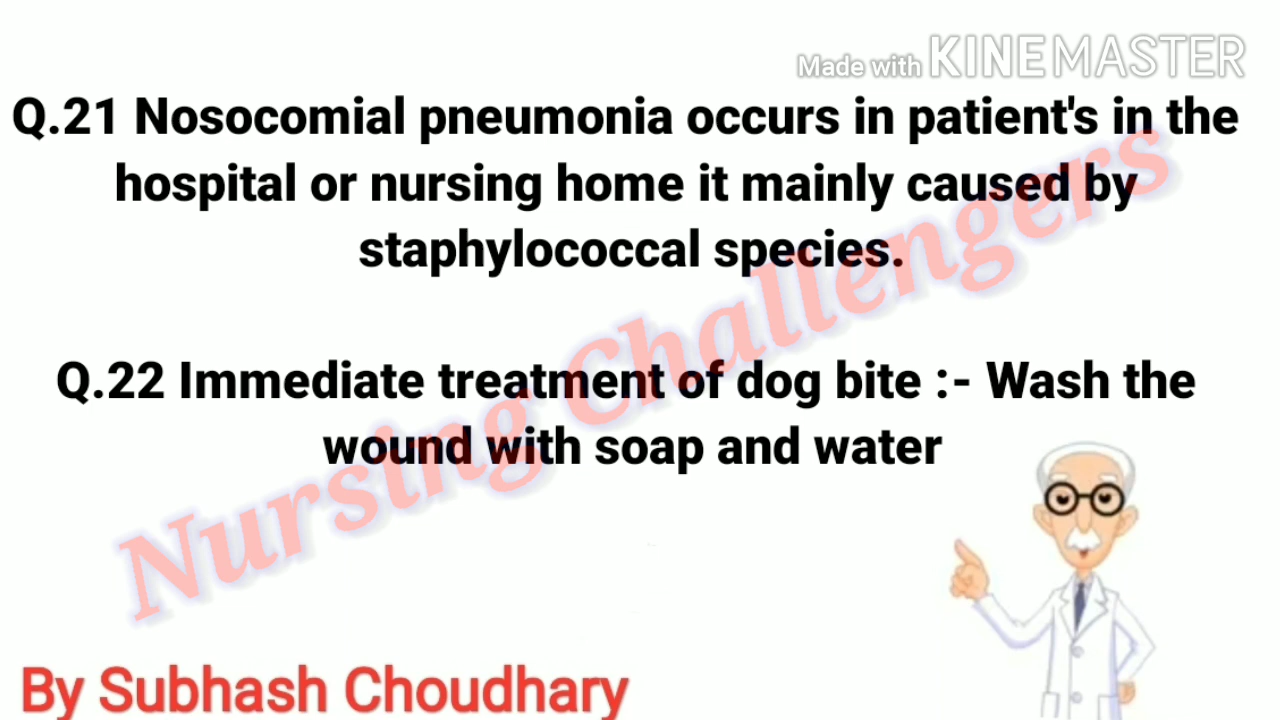 Made with KINEMASTER
Q.21 Nosocomial pneumonia occurs in patient's in the
hospital or nursing home it mainly caused by
staphylococcal species.
Q.22 Immediate treatment of dog bite :- Wash the
wound with soap and water
Nursing Challengers
By Subhash Choudhary